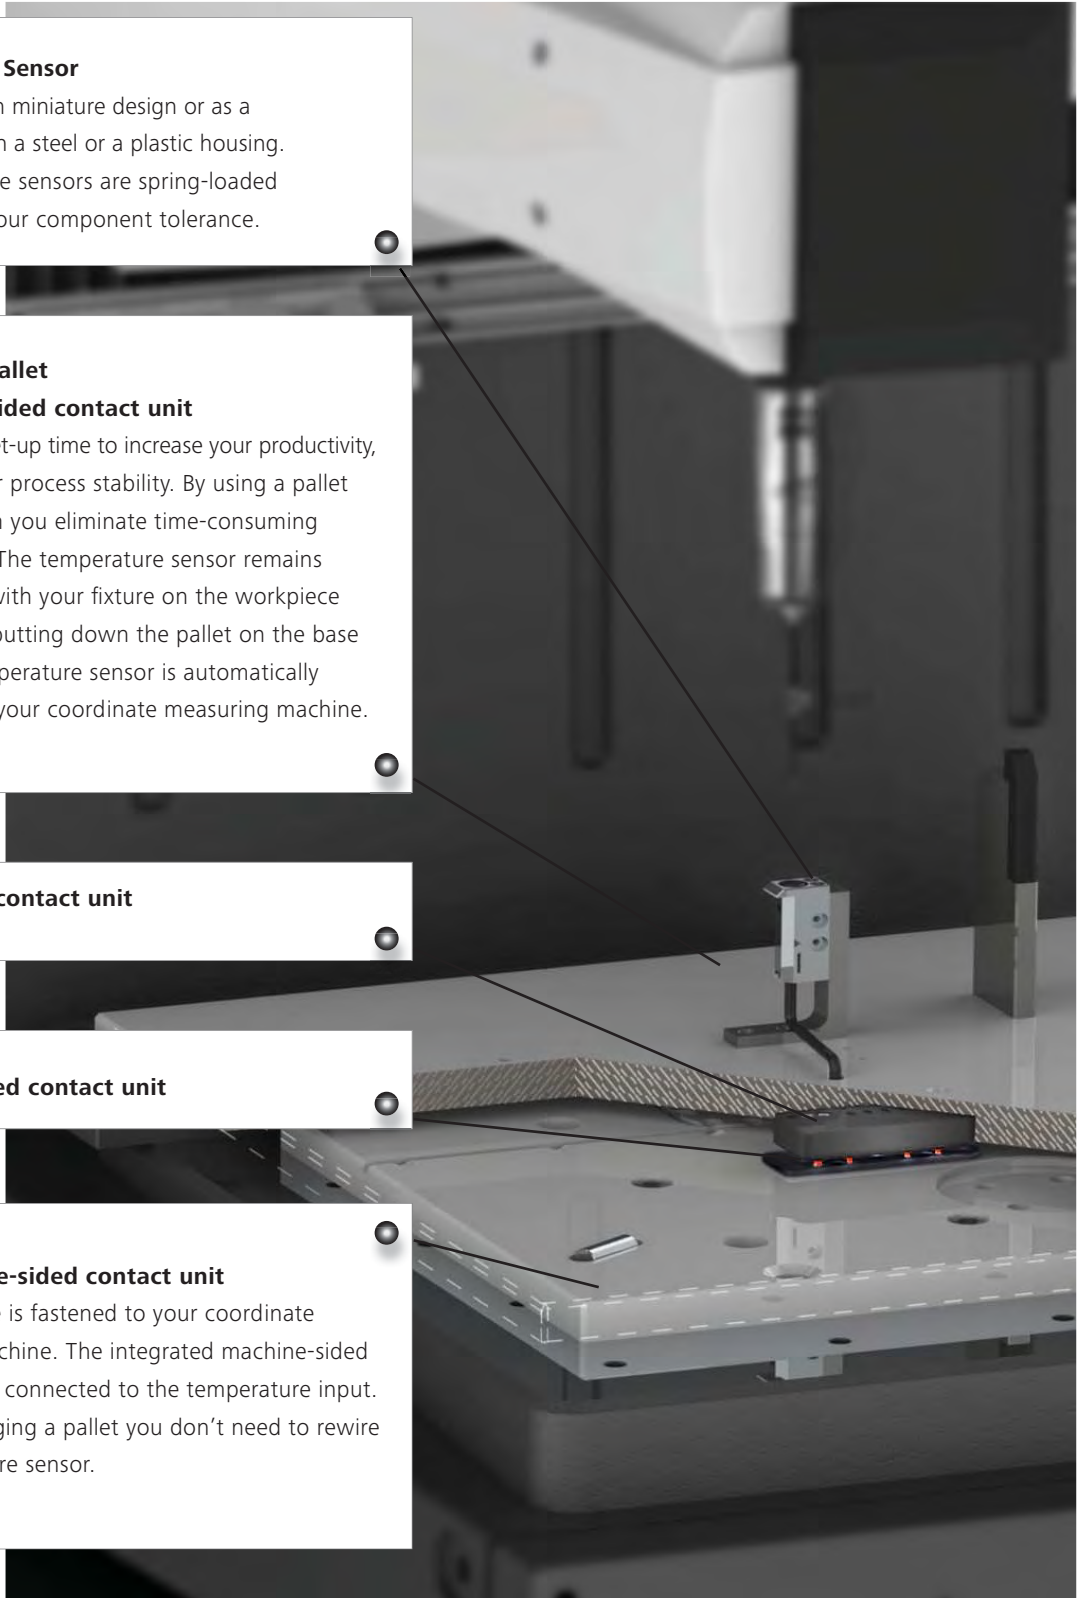 Sensor
n miniature design or as a
n a steel or a plastic housing.
e sensors are spring-loaded
our component tolerance.
allet
ided contact unit
t-up time to increase your productivity,
r process stability. By using a pallet
n you eliminate time-consuming
The temperature sensor remains
with your fixture on the workpiece
putting down the pallet on the base
perature sensor is automatically
your coordinate measuring machine.
contact unit
ed contact unit
e-sided contact unit
e is fastened to your coordinate
chine. The integrated machine-sided
connected to the temperature input.
ging a pallet you don’t need to rewire
re sensor.